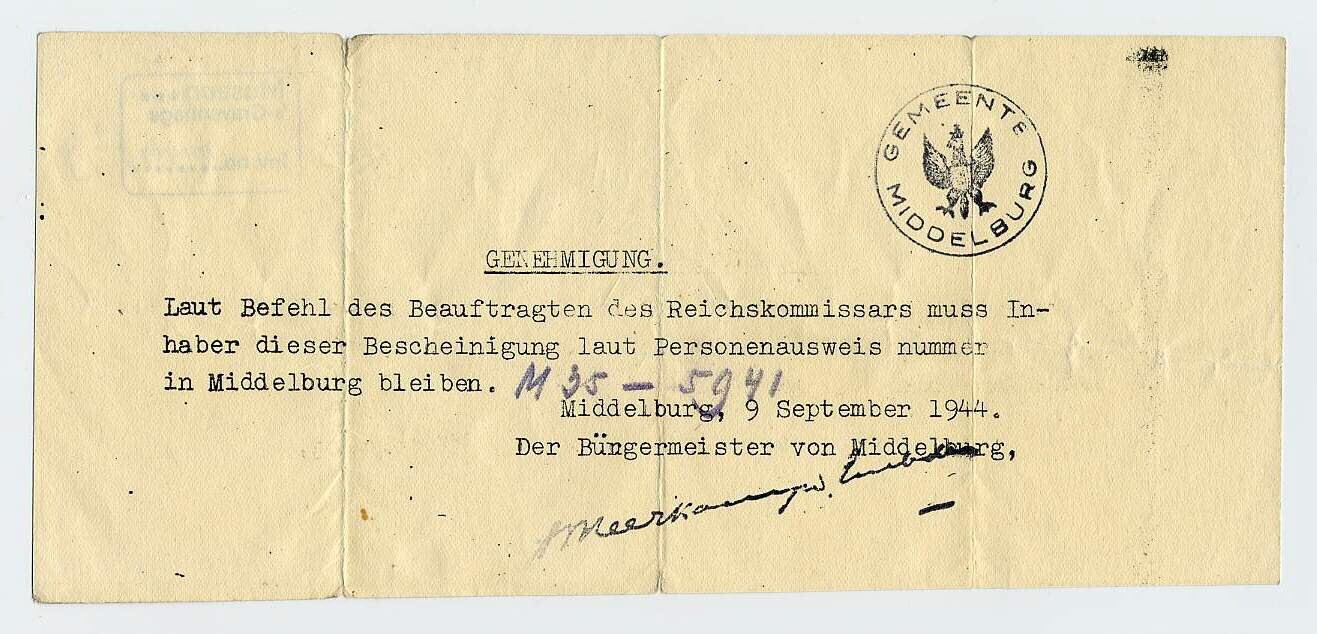 GEMEENTE MIDDELBURG
GENEHMIGUNG.
Laut Befehl des Beauftragten des Reichskommissars muss In-
haber dieser Bescheinigung laut Personenausweis nummer
in Middelburg bleiben. M 35 - 5941
Middelburg, 9 September 1944.
Der Bürgermeister von Middelburg,